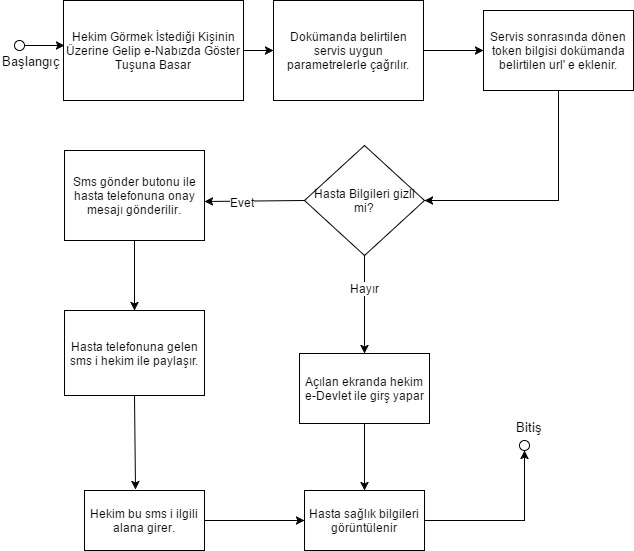 Başlangıç
Hekim Görmek İstediği Kişinin
Üzerine Gelip e-Nabızda Göster
Tuşuna Basar
Dokümanda belirtilen
servis uygun
parametrelerle çağrılır.
Servis sonrasında dönen
token bilgisi dokümanda
belirtilen url' e eklenir.
Hasta Bilgileri gizli
mi?
Evet
Sms gönder butonu ile
hasta telefonuna onay
mesajı gönderilir.
Hayır
Hasta telefonuna gelen
sms i hekim ile paylaşır.
Açılan ekranda hekim
e-Devlet ile girş yapar
Bitiş
Hekim bu sms i ilgili
alana girer.
Hasta sağlık bilgileri
görüntülenir